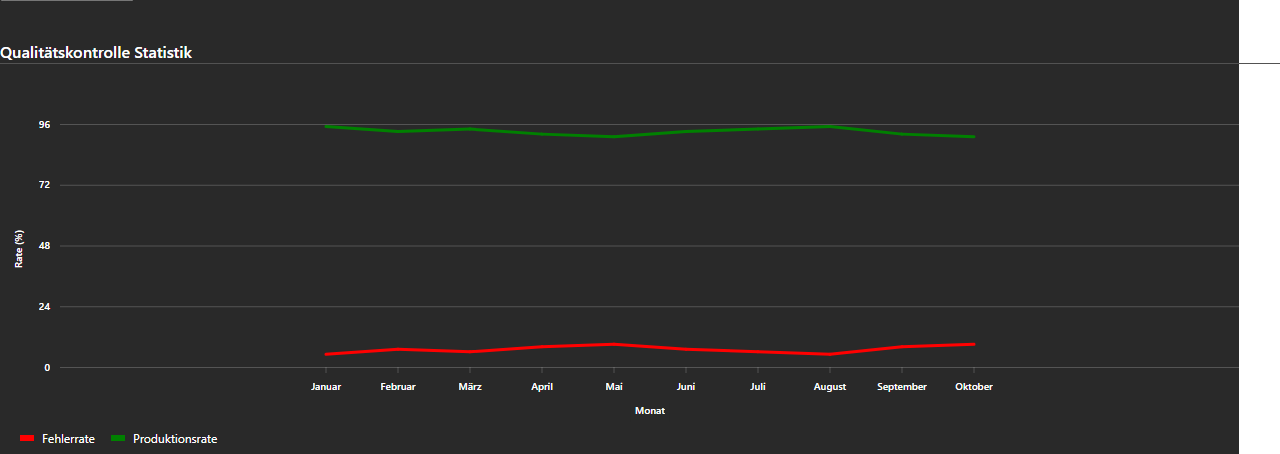 Qualitätskontrolle Statistik
96
72
48
24
0
Rate (%)
Januar Februar März April Mai Juni Juli August September Oktober
Monat
Fehlerrate Produktionsrate